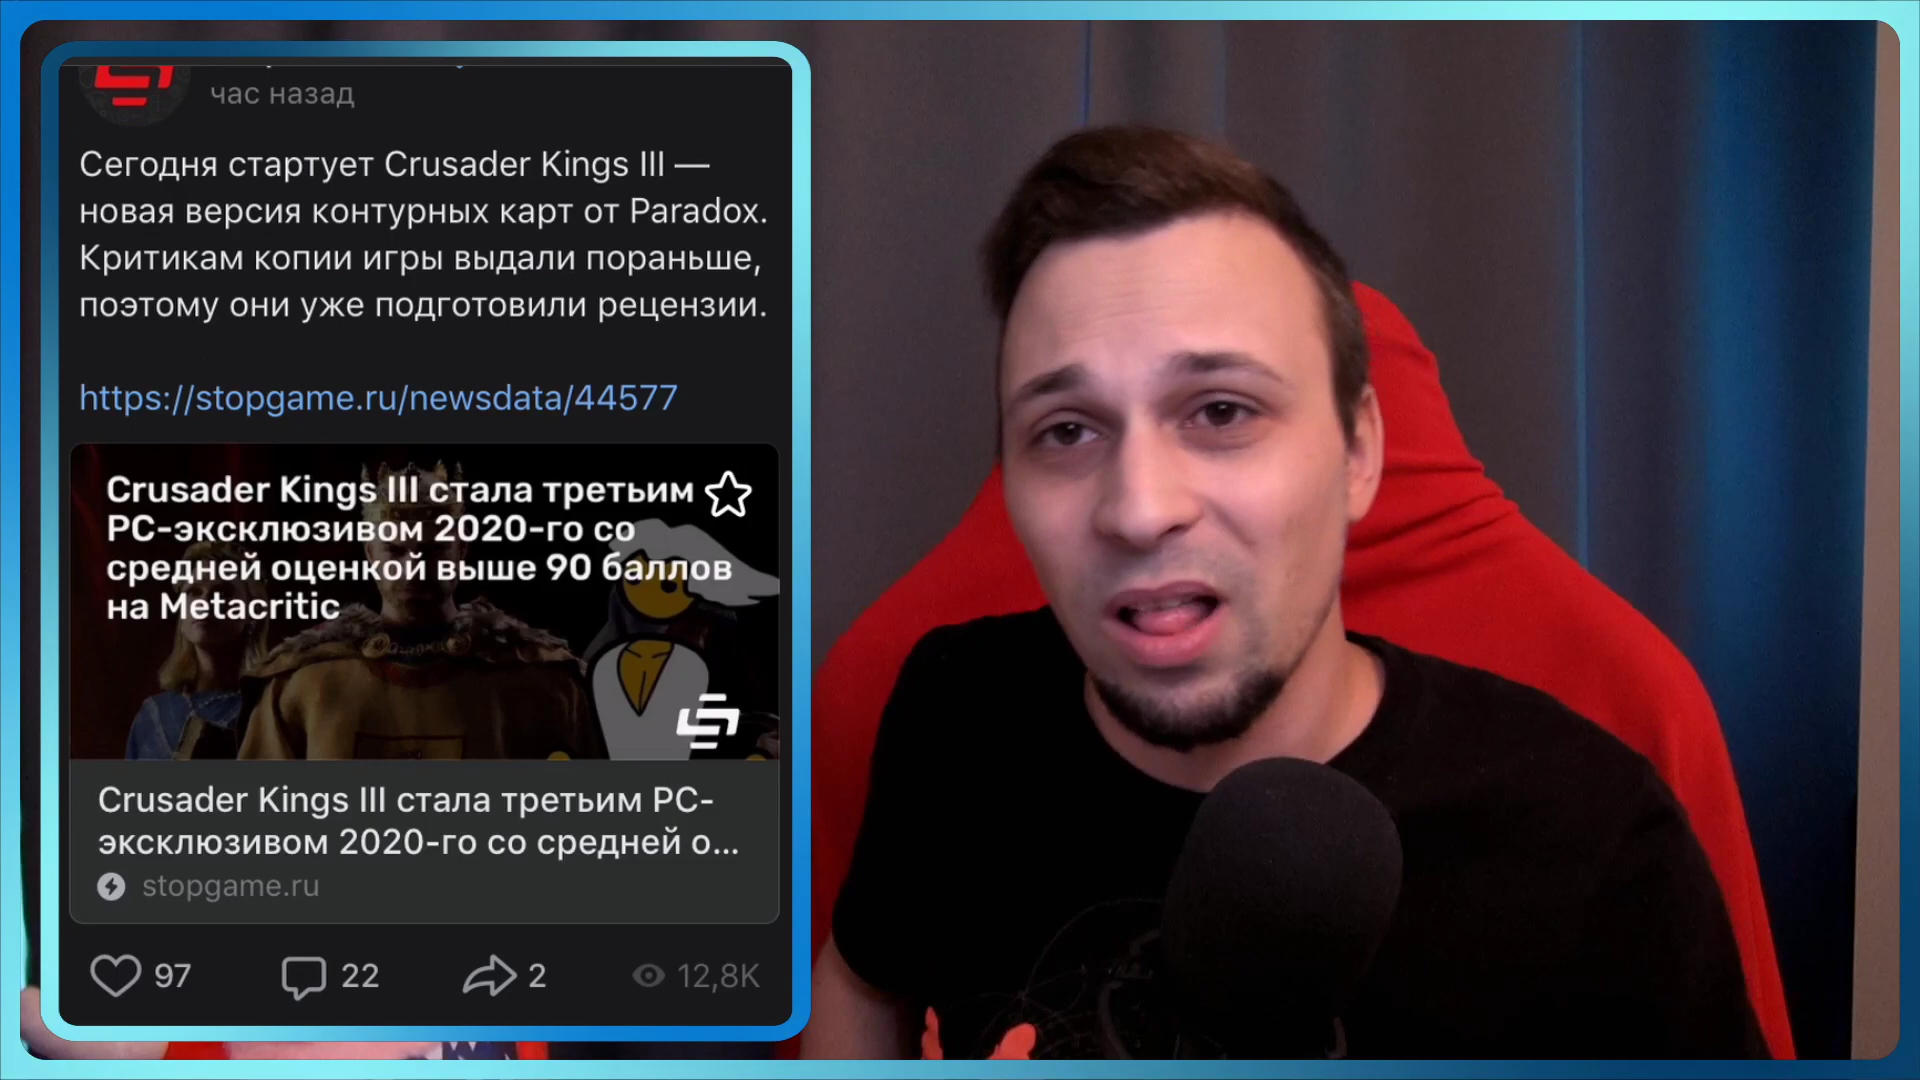 час назад
Сегодня стартует Crusader Kings III —
новая версия контурных карт от Paradox.
Критикам копии игры выдали пораньше,
поэтому они уже подготовили рецензии.
https://stopgame.ru/newsdata/44577
Crusader Kings III стала третьим
PC-эксклюзивом 2020-го со
средней оценкой выше 90 баллов
на Metacritic
Crusader Kings III стала третьим PC-
эксклюзивом 2020-го со средней о...
stopgame.ru
97
22
2
12,8K